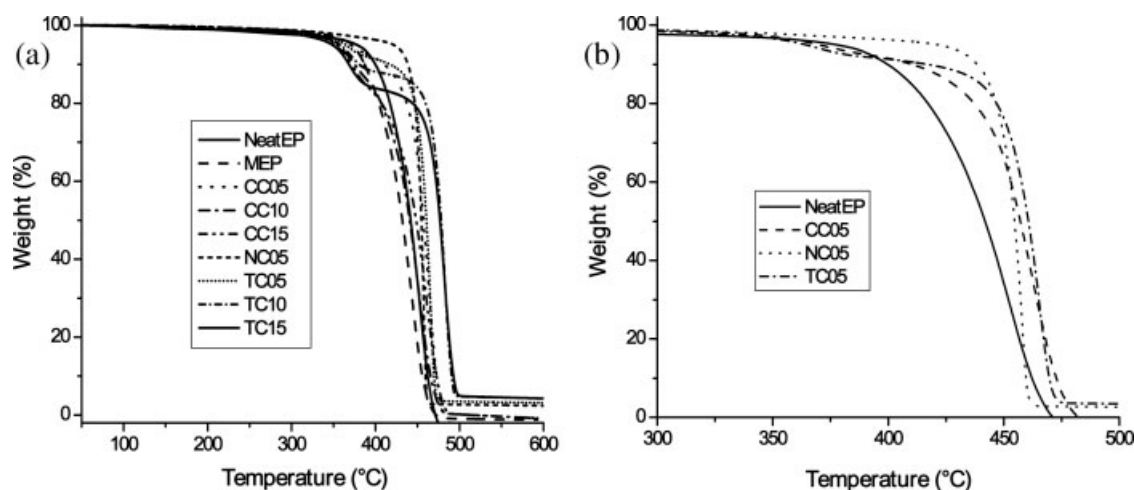 (a)
Weight (%)
100
80
60
40
20
0
NeatEP
MEP
CC05
CC10
CC15
NC05
TC05
TC10
TC15
100
200
300
400
500
600
Temperature (°C)
(b)
Weight (%)
100
80
60
40
20
0
NeatEP
CC05
NC05
TC05
300
350
400
450
500
Temperature (°C)